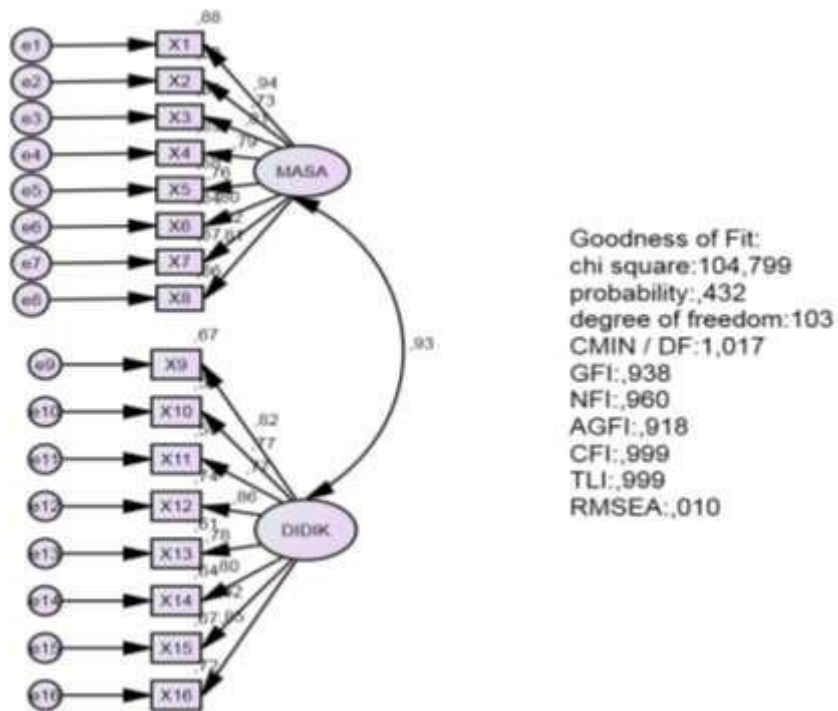 ,88
e1 X1
e2 X2
,94
,73
e3 X3
e4 X4
,79
MASA
e5 X5
,76
e6 X6
e7 X7
e8 X8
,67
,93
e9 X9
e10 X10
,82
,77
e11 X11
,74
e12 X12
,86
DIDIK
,61
e13 X13
,78
,80
e14 X14
,64
,85
e15 X15
,67
,72
e16 X16
Goodness of Fit:
chi square:104,799
probability:,432
degree of freedom:103
CMIN / DF:1,017
GFI:,938
NFI:,960
AGFI:,918
CFI:,999
TLI:,999
RMSEA:,010